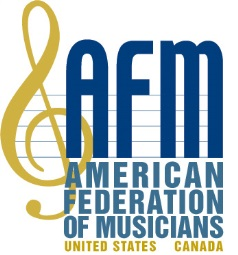 AFM
AMERICAN
FEDERATION
OF MUSICIANS
UNITED STATES CANADA